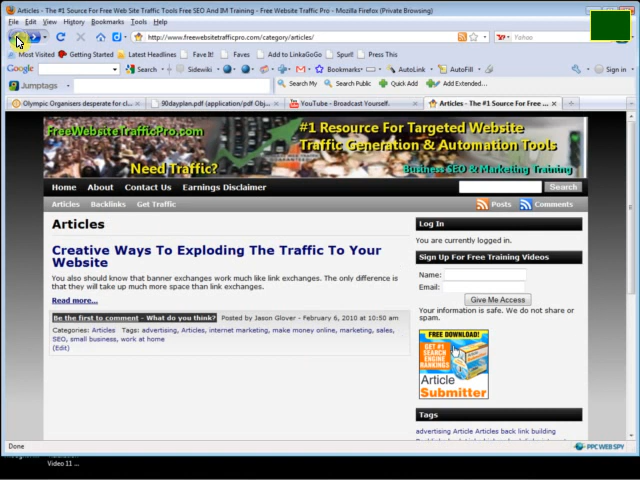 Articles - The #1 Source For Free Web Site Traffic Tools Free SEO And IM Training - Free Website Traffic Pro - Mozilla Firefox (Private Browsing)
File Edit View History Bookmarks Tools Help
http://www.freewebsitetrafficpro.com/category/articles/
Yahoo
Most Visited Getting Started Latest Headlines Fave It! Faves Add to LinkaGoGo Spurl! Press This
Google Search Sidewiki Bookmarks AutoLink AutoFill Sign in
Jumptags Search My Search Public Quick Add Add Extended...
Olympic Organisers desperate for cl... 90dayplan.pdf (application/pdf Obj... YouTube - Broadcast Yourself. Articles - The #1 Source For Free ...
FreeWebsiteTrafficPro.com
#1 Resource For Targeted Website
Traffic Generation & Automation Tools
Need Traffic?
Business SEO & Marketing Training
Home About Contact Us Earnings Disclaimer Search
Articles Backlinks Get Traffic Posts Comments
Articles
Creative Ways To Exploding The Traffic To Your
Website
You also should know that banner exchanges work much like link exchanges. The only difference is
that they will take up much more space than link exchanges.
Read more...
Be the first to comment - What do you think? Posted by Jason Glover - February 6, 2010 at 10:50 am
Categories: Articles Tags: advertising, Articles, internet marketing, make money online, marketing, sales,
SEO, small business, work at home
(Edit)
Log In
You are currently logged in.
Sign Up For Free Training Videos
Name:
Email:
Give Me Access
Your information is safe. We do not share or
spam.
FREE DOWNLOAD!
GET #1
SEARCH
ENGINE
RANKINGS
Article
Submitter
Tags
advertising Article Articles back link building
Done
PPC WEB SPY
Video 11 ...